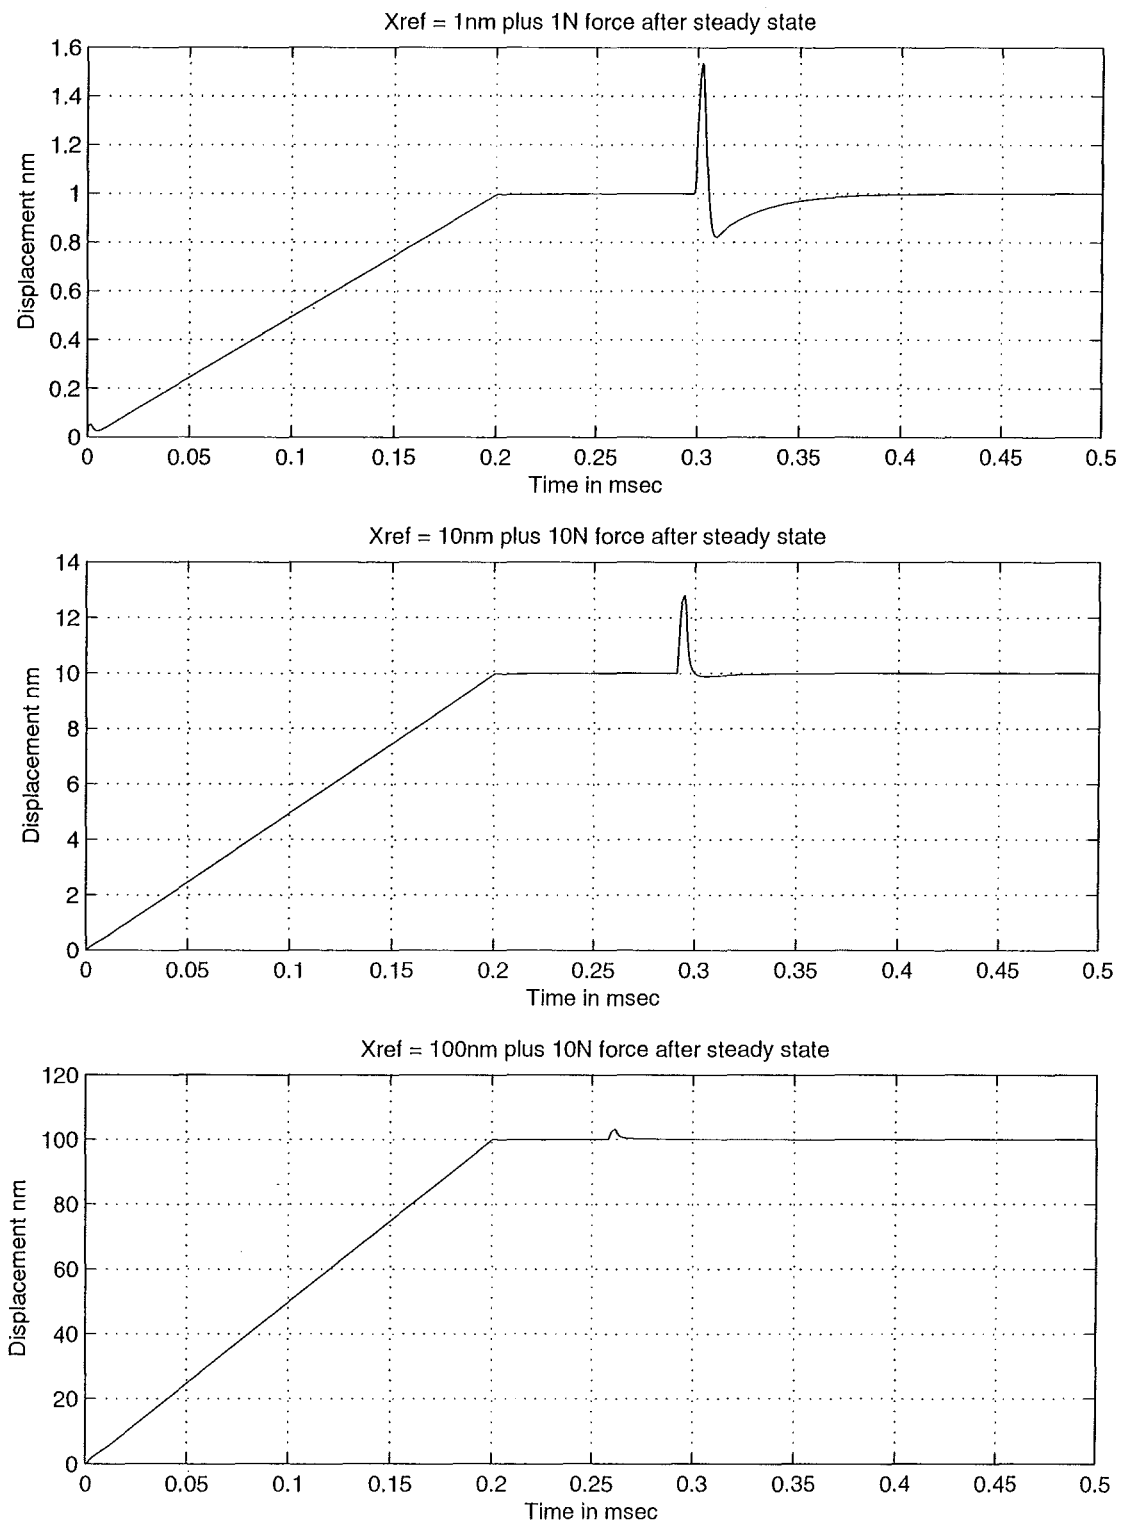 Xref = 1nm plus 1N force after steady state
1.6
1.4
1.2
1
0.8
0.6
0.4
0.2
0
Displacement nm
0 0.05 0.1 0.15 0.2 0.25 0.3 0.35 0.4 0.45 0.5
Time in msec
Xref = 10nm plus 10N force after steady state
14
12
10
8
6
4
2
0
Displacement nm
0 0.05 0.1 0.15 0.2 0.25 0.3 0.35 0.4 0.45 0.5
Time in msec
Xref = 100nm plus 10N force after steady state
120
100
80
60
40
20
0
Displacement nm
0 0.05 0.1 0.15 0.2 0.25 0.3 0.35 0.4 0.45 0.5
Time in msec